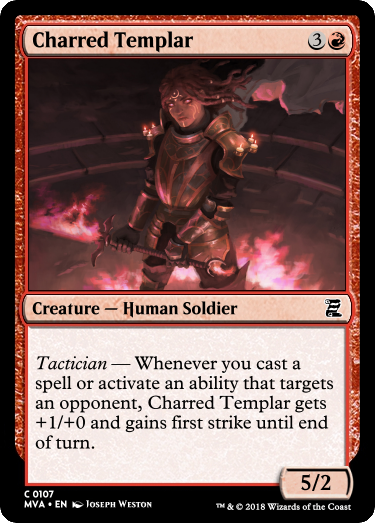 Charred Templar 3
Creature — Human Soldier
Tactician — Whenever you cast a
spell or activate an ability that targets
an opponent, Charred Templar gets
+1/+0 and gains first strike until end
of turn.
5/2
C 0107
MVA • EN Joseph Weston
™ & © 2018 Wizards of the Coast